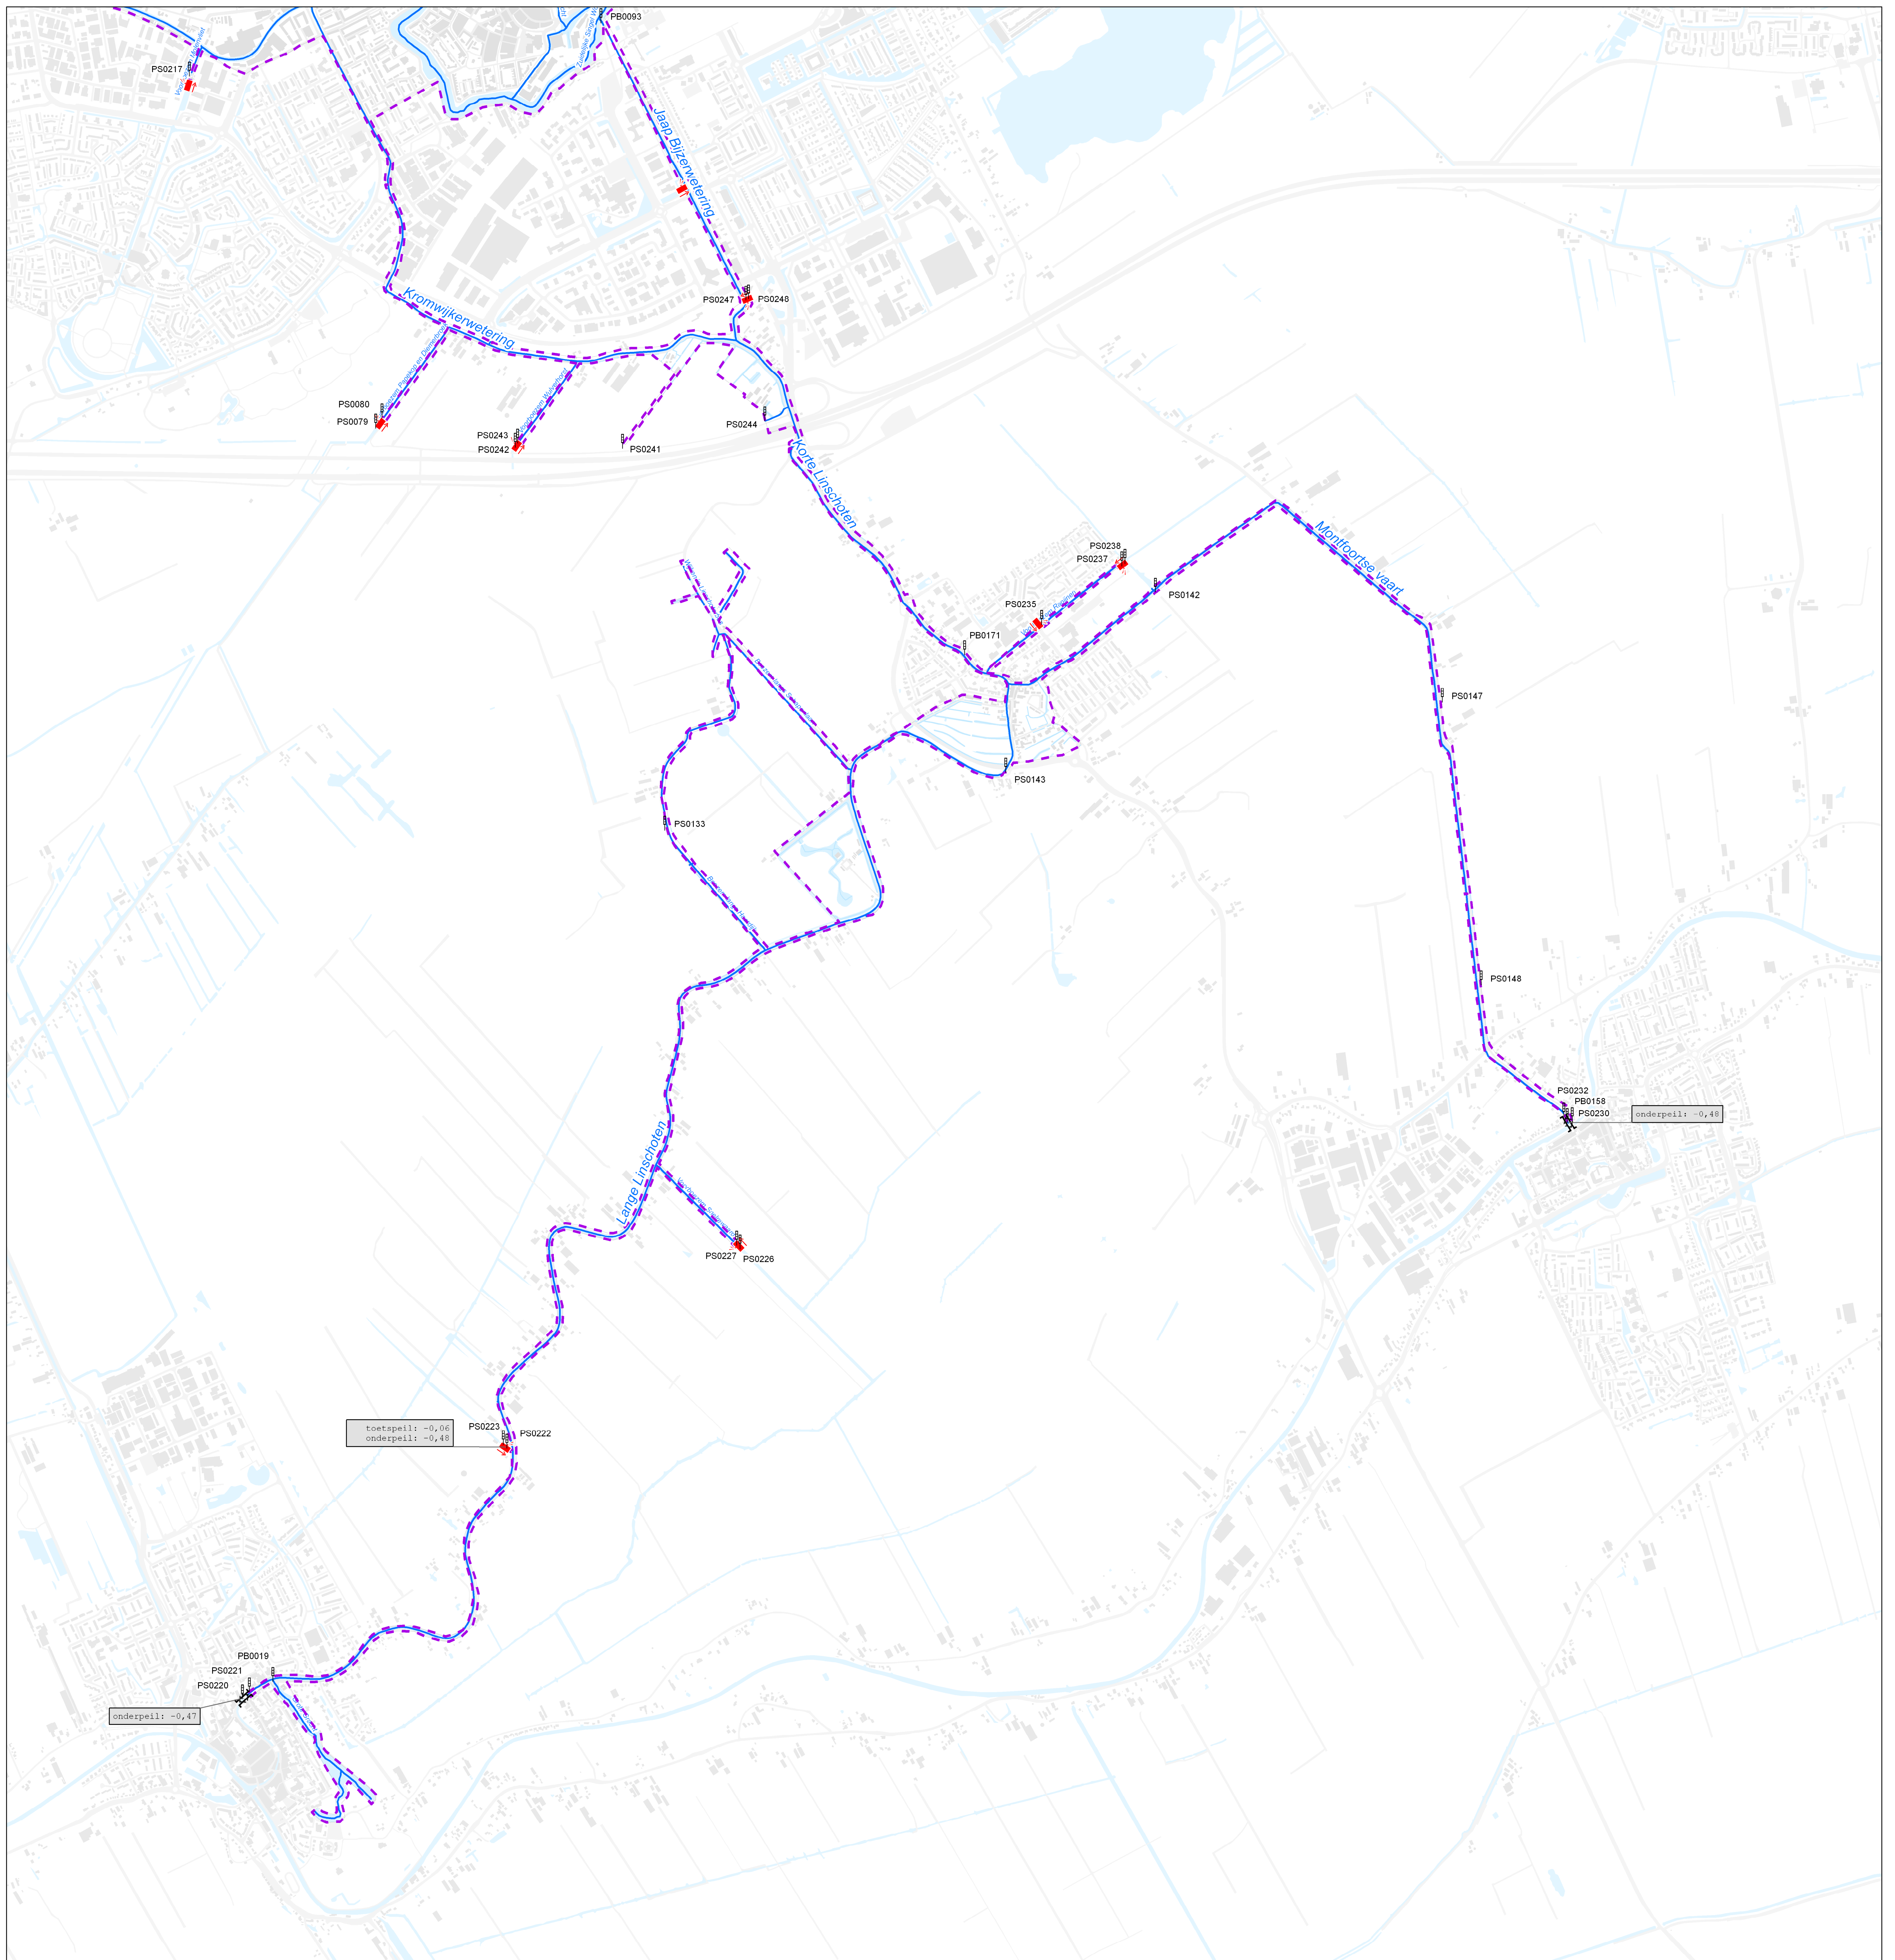 PB0093
PS0217
Jaap Bijzerwetering
PS0247
PS0248
Kromwijkerwetering
PS0080
PS0079
PS0243
PS0242
PS0241
PS0244
Korte Linschoten
Montfoortse vaart
PS0238
PS0237
PS0142
PS0235
PB0171
PS0147
PS0143
PS0133
PS0148
PS0232
PB0158
PS0230
onderpeil: -0,48
Lange Linschoten
PS0227
PS0226
toetspeil: -0,06
onderpeil: -0,48
PS0223
PS0222
PB0019
PS0221
PS0220
onderpeil: -0,47